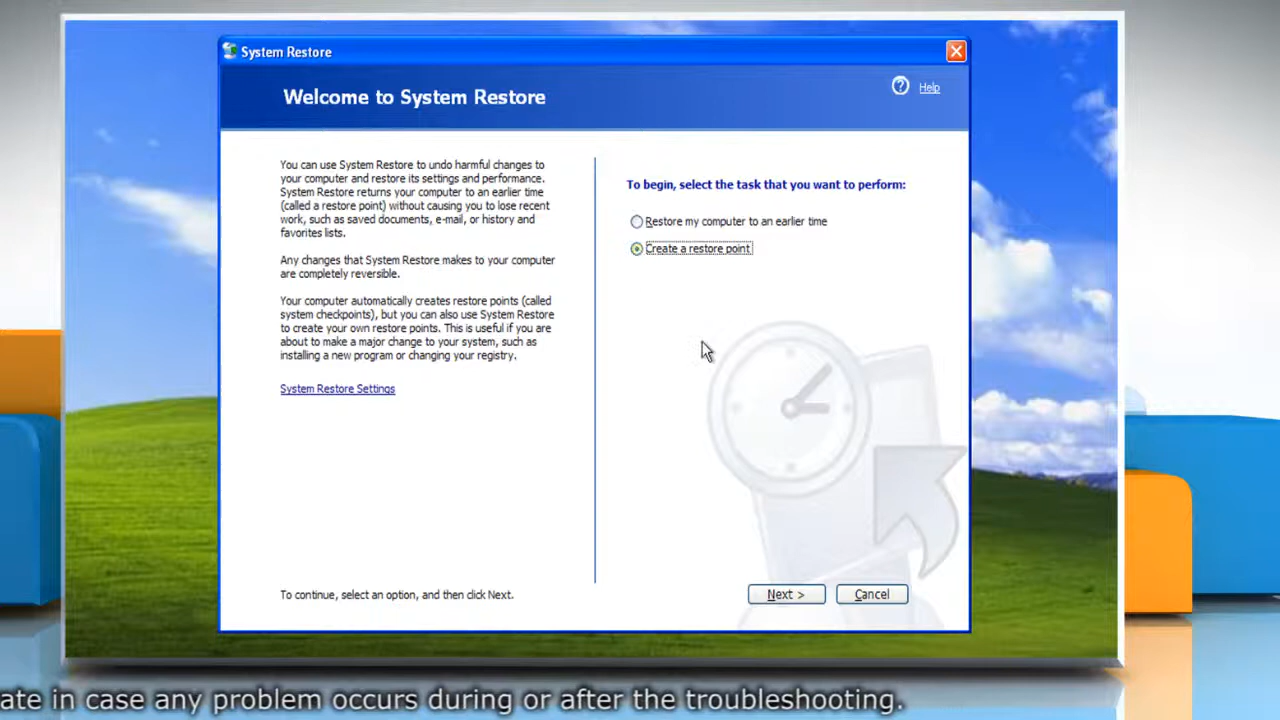 System Restore
Welcome to System Restore
Help
You can use System Restore to undo harmful changes to
your computer and restore its settings and performance.
System Restore returns your computer to an earlier time
(called a restore point) without causing you to lose recent
work, such as saved documents, e-mail, or history and
favorites lists.
Any changes that System Restore makes to your computer
are completely reversible.
Your computer automatically creates restore points (called
system checkpoints), but you can also use System Restore
to create your own restore points. This is useful if you are
about to make a major change to your system, such as
installing a new program or changing your registry.
System Restore Settings
To begin, select the task that you want to perform:
Restore my computer to an earlier time
Create a restore point
To continue, select an option, and then click Next.
Next >
Cancel
ate in case any problem occurs during or after the troubleshooting.